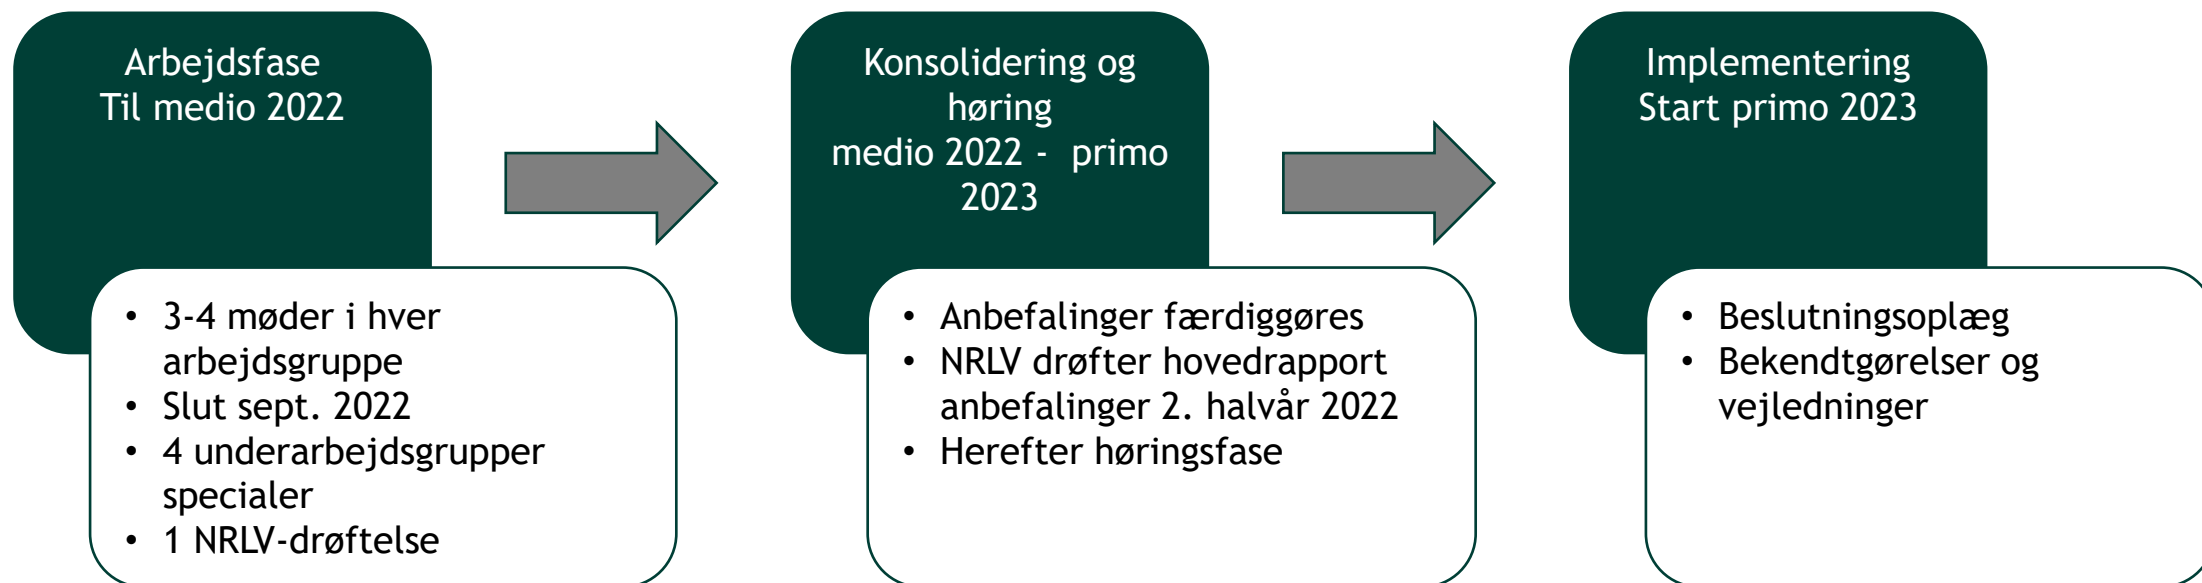 Arbejdsfase
Til medio 2022
• 3-4 møder i hver
arbejdsgruppe
• Slut sept. 2022
• 4 underarbejdsgrupper
specialer
• 1 NRLV-drøftelse
Konsolidering og
høring
medio 2022 -  primo
2023
• Anbefalinger færdiggøres
• NRLV drøfter hovedrapport
anbefalinger 2. halvår 2022
• Herefter høringsfase
Implementering
Start primo 2023
• Beslutningsoplæg
• Bekendtgørelser og
vejledninger